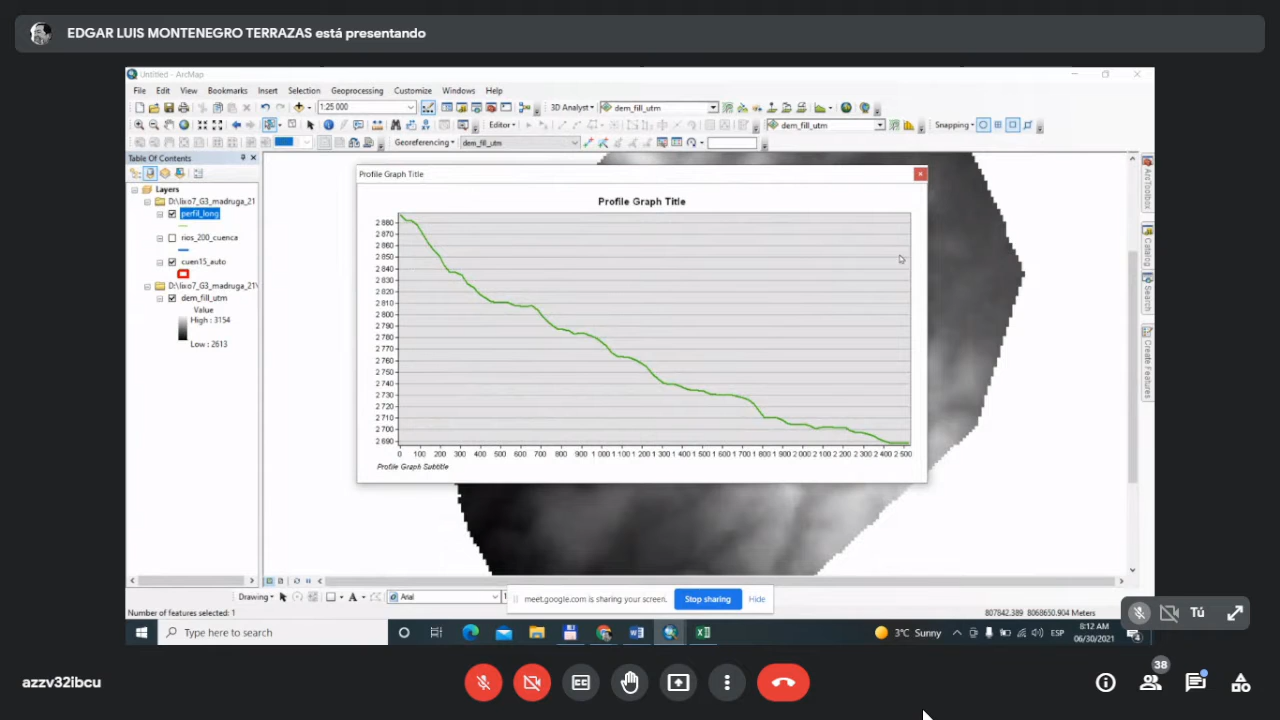 EDGAR LUIS MONTENEGRO TERRAZAS está presentando
Untitled - ArcMap
File Edit View Bookmarks Insert Selection Geoprocessing Customize Windows Help
1:25 000
3D Analyst
dem_fill_utm
Editor
dem_fill_utm
Snapping
Georeferencing
dem_fill_utm
Table Of Contents
Layers
D:\lixo7_G3_madruga_21
perfil_long
rios_200_cuenca
cuen15_auto
D:\lixo7_G3_madruga_21\
dem_fill_utm
Value
High : 3154
Low : 2613
Profile Graph Title
Profile Graph Title
2 880
2 870
2 860
2 850
2 840
2 830
2 820
2 810
2 800
2 790
2 780
2 770
2 760
2 750
2 740
2 730
2 720
2 710
2 700
2 690
0 100 200 300 400 500 600 700 800 900 1 000 1 100 1 200 1 300 1 400 1 500 1 600 1 700 1 800 1 900 2 000 2 100 2 200 2 300 2 400 2 500
Profile Graph Subtitle
ArcToolbox
Catalog
Search
Create Features
Drawing
A
Arial
meet.google.com is sharing your screen.
Stop sharing
Hide
Number of features selected: 1
807842.389 8068650.904 Meters
Type here to search
3°C Sunny
ESP
8:12 AM
06/30/2021
4
Tú
azzv32ibcu
38